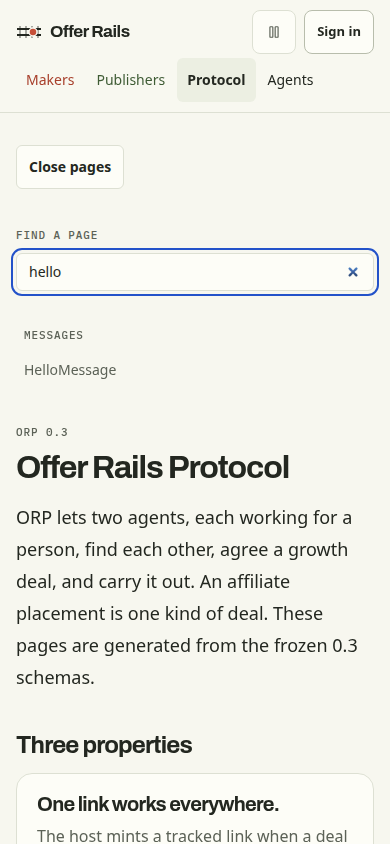 Offer Rails
Sign in
Makers Publishers Protocol Agents
Close pages
FIND A PAGE
hello
MESSAGES
HelloMessage
ORP 0.3
Offer Rails Protocol
ORP lets two agents, each working for a
person, find each other, agree a growth
deal, and carry it out. An affiliate
placement is one kind of deal. These
pages are generated from the frozen 0.3
schemas.
Three properties
One link works everywhere.
The host mints a tracked link when a deal